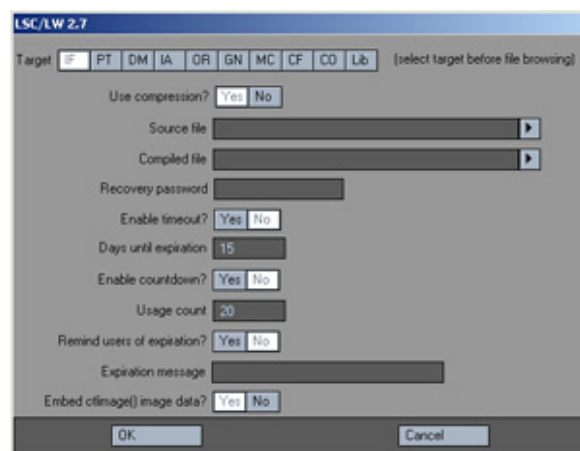 LSC/LW 2.7
Target IF PT DM IA OR GN MC CF CO Lib (select target before file browsing)
Use compression? Yes No
Source file
Compiled file
Recovery password
Enable timeout? Yes No
Days until expiration 15
Enable countdown? Yes No
Usage count 20
Remind users of expiration? Yes No
Expiration message
Embed ctlimage() image data? Yes No
OK Cancel